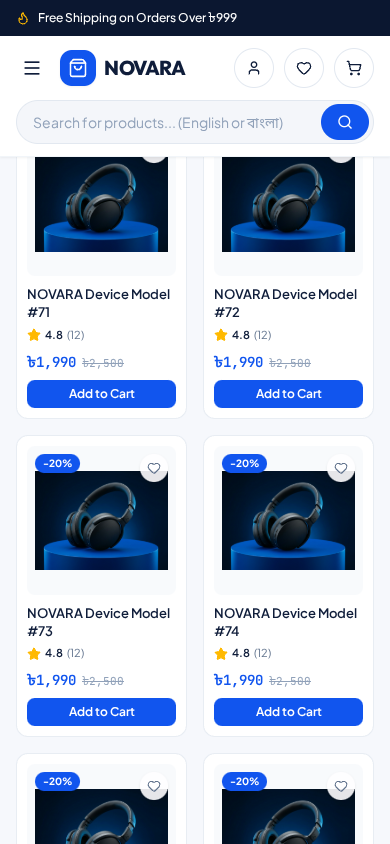 Free Shipping on Orders Over ৳999
NOVARA
Search for products... (English or বাংলা)
NOVARA Device Model #71
4.8 (12)
৳1,990 ৳2,500
Add to Cart
NOVARA Device Model #72
4.8 (12)
৳1,990 ৳2,500
Add to Cart
-20%
NOVARA Device Model #73
4.8 (12)
৳1,990 ৳2,500
Add to Cart
-20%
NOVARA Device Model #74
4.8 (12)
৳1,990 ৳2,500
Add to Cart
-20%
-20%